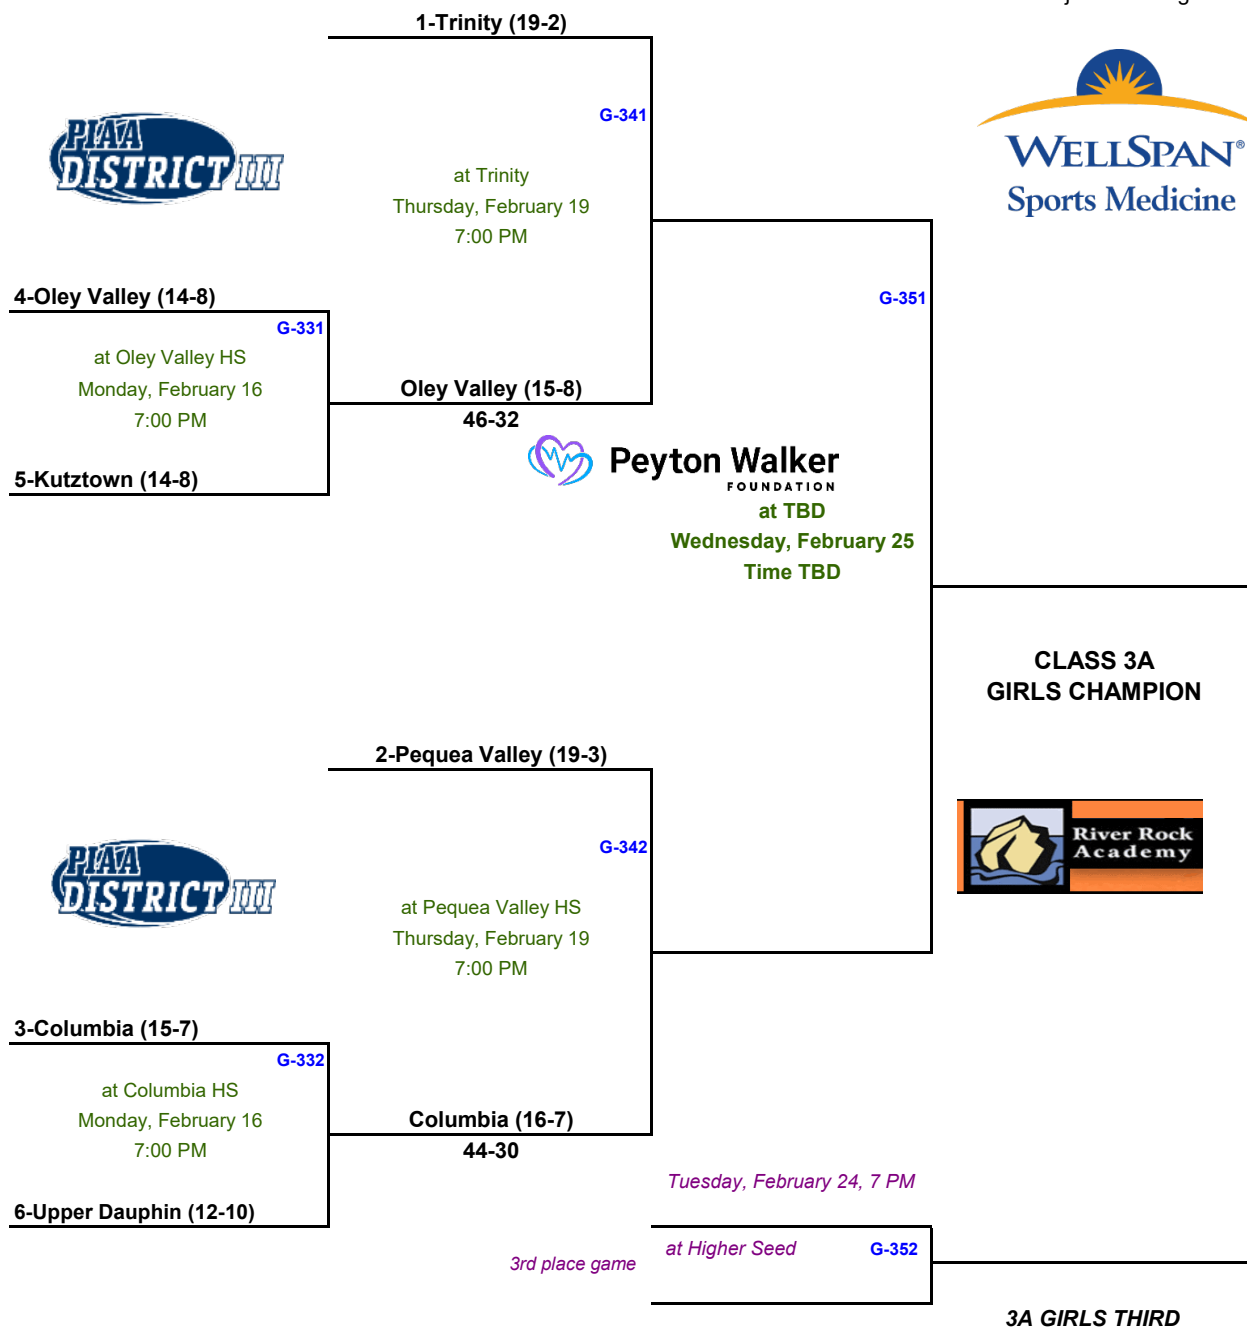 1-Trinity (19-2)
G-341
PIAA
DISTRICT III
WELLSPAN®
Sports Medicine
at Trinity
Thursday, February 19
7:00 PM
4-Oley Valley (14-8)
G-331
G-351
at Oley Valley HS
Monday, February 16
7:00 PM
Oley Valley (15-8)
46-32
5-Kutztown (14-8)
Peyton Walker
FOUNDATION
at TBD
Wednesday, February 25
Time TBD
CLASS 3A
GIRLS CHAMPION
2-Pequea Valley (19-3)
G-342
River Rock
Academy
PIAA
DISTRICT III
at Pequea Valley HS
Thursday, February 19
7:00 PM
3-Columbia (15-7)
G-332
at Columbia HS
Monday, February 16
7:00 PM
Columbia (16-7)
44-30
Tuesday, February 24, 7 PM
6-Upper Dauphin (12-10)
at Higher Seed
G-352
3rd place game
3A GIRLS THIRD